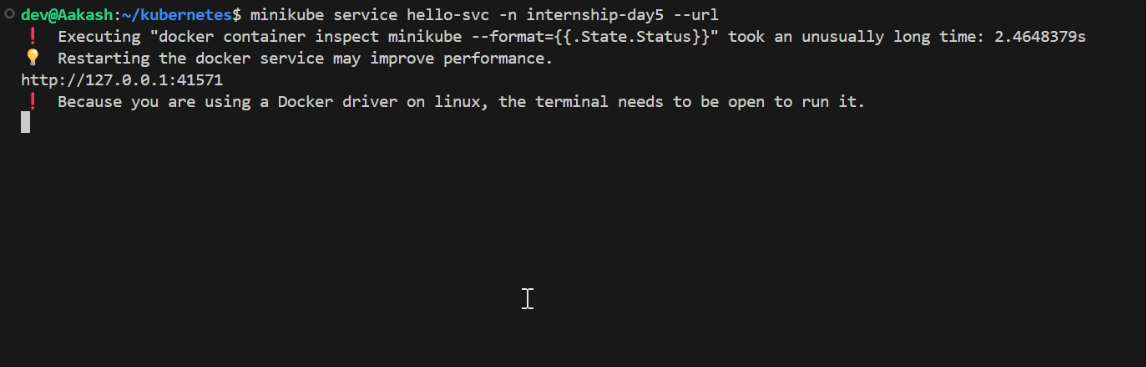 dev@Aakash:~/kubernetes$ minikube service hello-svc -n internship-day5 --url
❗  Executing "docker container inspect minikube --format={{.State.Status}}" took an unusually long time: 2.4648379s
💡  Restarting the docker service may improve performance.
http://127.0.0.1:41571
❗  Because you are using a Docker driver on linux, the terminal needs to be open to run it.